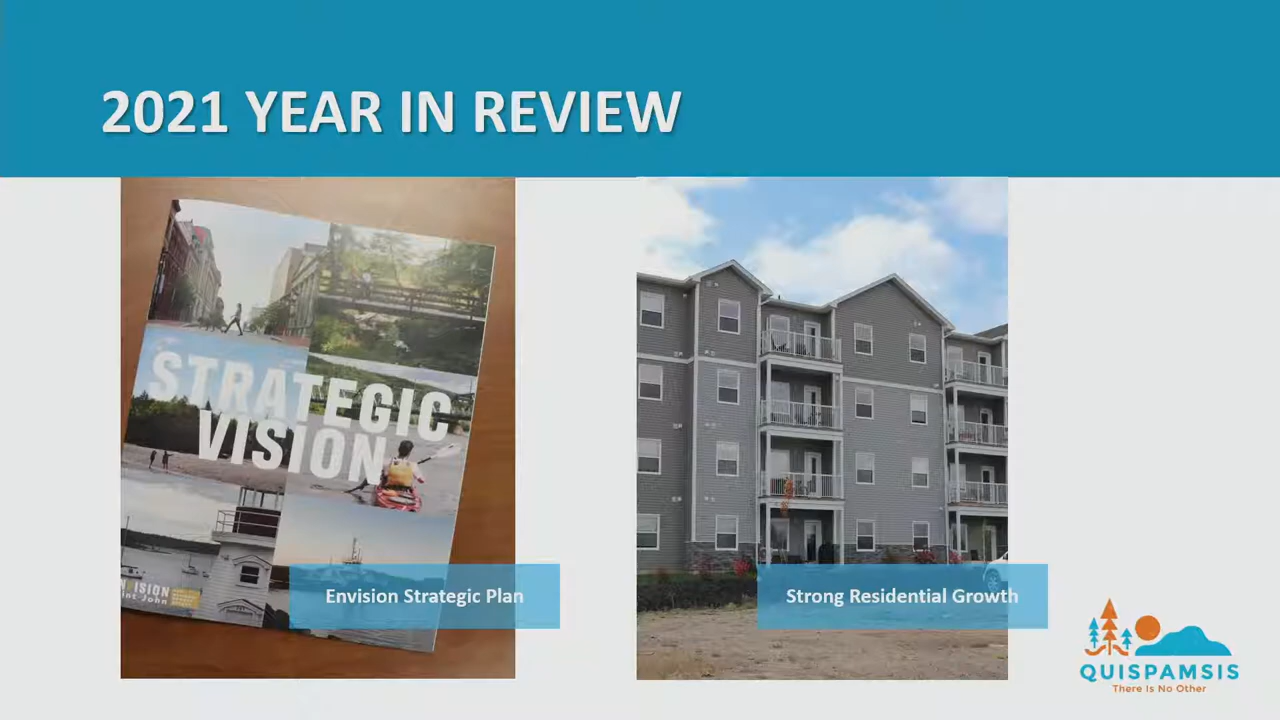 2021 YEAR IN REVIEW
STRATEGIC
VISION
Envision Strategic Plan
Strong Residential Growth
QUISPAMSIS
There Is No Other